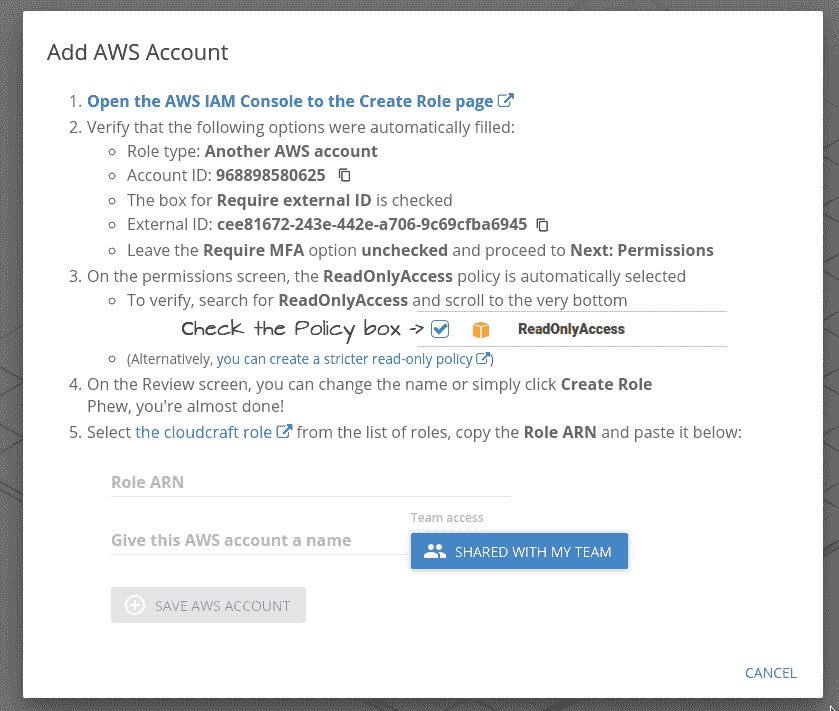 Add AWS Account
1. Open the AWS IAM Console to the Create Role page
2. Verify that the following options were automatically filled:
Role type: Another AWS account
Account ID: 968898580625
The box for Require external ID is checked
External ID: cee81672-243e-442e-a706-9c69cfba6945
Leave the Require MFA option unchecked and proceed to Next: Permissions
3. On the permissions screen, the ReadOnlyAccess policy is automatically selected
To verify, search for ReadOnlyAccess and scroll to the very bottom
Check the Policy box -> ReadOnlyAccess
(Alternatively, you can create a stricter read-only policy)
4. On the Review screen, you can change the name or simply click Create Role
Phew, you're almost done!
5. Select the cloudcraft role from the list of roles, copy the Role ARN and paste it below:
Role ARN
Team access
Give this AWS account a name
SHARED WITH MY TEAM
SAVE AWS ACCOUNT
CANCEL